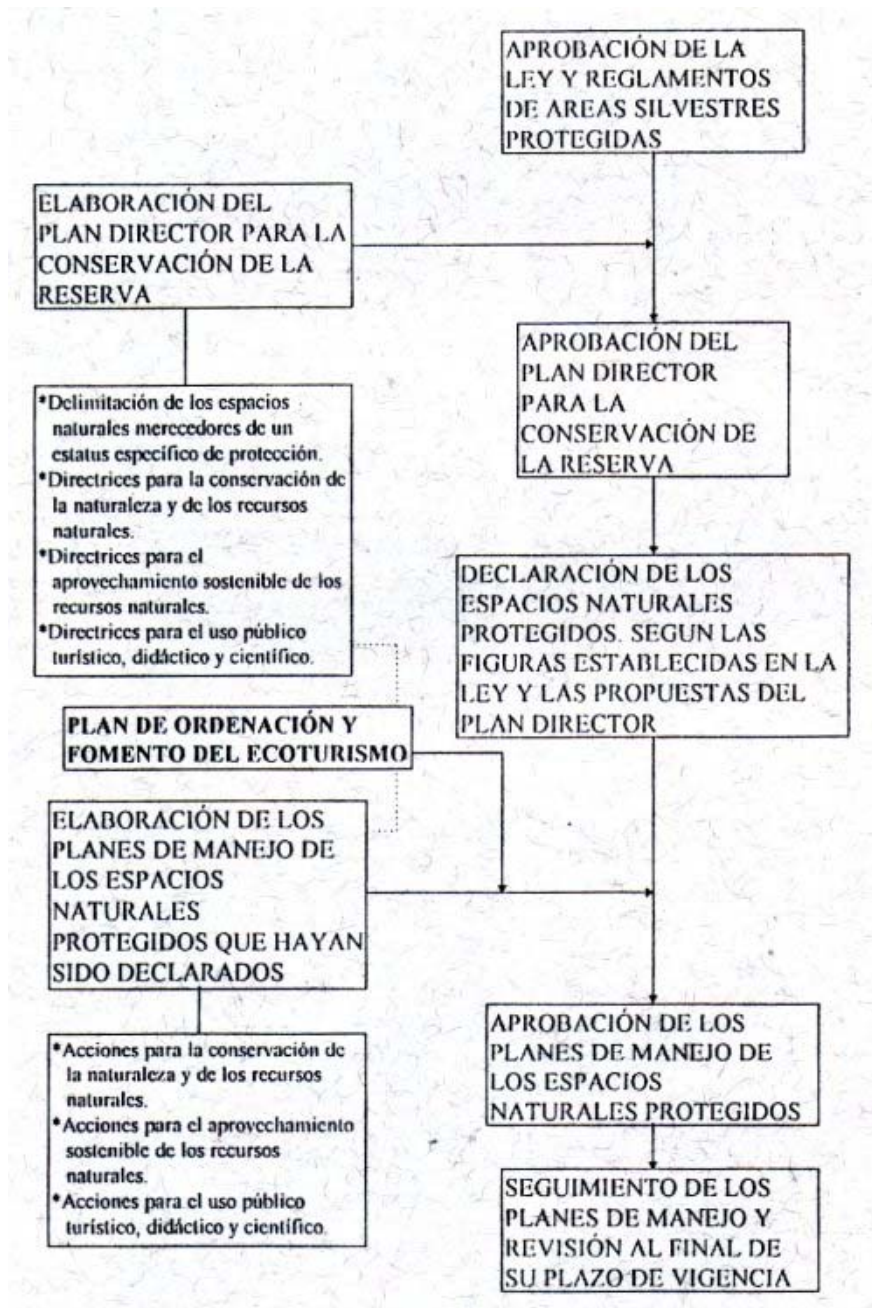 APROBACIÓN DE LA
LEY Y REGLAMENTOS
DE AREAS SILVESTRES
PROTEGIDAS
ELABORACIÓN DEL
PLAN DIRECTOR PARA LA
CONSERVACIÓN DE LA
RESERVA
APROBACIÓN DEL
PLAN DIRECTOR
PARA LA
CONSERVACIÓN DE
LA RESERVA
*Delimitación de los espacios
naturales merecedores de un
estatus específico de protección.
*Directrices para la conservación de
la naturaleza y de los recursos
naturales.
*Directrices para el
aprovechamiento sostenible de los
recursos naturales.
*Directrices para el uso público
turístico, didáctico y científico.
DECLARACIÓN DE LOS
ESPACIOS NATURALES
PROTEGIDOS. SEGUN LAS
FIGURAS ESTABLECIDAS EN LA
LEY Y LAS PROPUESTAS DEL
PLAN DIRECTOR
PLAN DE ORDENACIÓN Y
FOMENTO DEL ECOTURISMO
ELABORACIÓN DE LOS
PLANES DE MANEJO DE
LOS ESPACIOS
NATURALES
PROTEGIDOS QUE HAYAN
SIDO DECLARADOS
APROBACIÓN DE LOS
PLANES DE MANEJO DE
LOS ESPACIOS
NATURALES PROTEGIDOS
*Acciones para la conservación de
la naturaleza y de los recursos
naturales.
*Acciones para el aprovechamiento
sostenible de los recursos
naturales.
*Acciones para el uso público
turístico, didáctico y científico.
SEGUIMIENTO DE LOS
PLANES DE MANEJO Y
REVISIÓN AL FINAL DE
SU PLAZO DE VIGENCIA